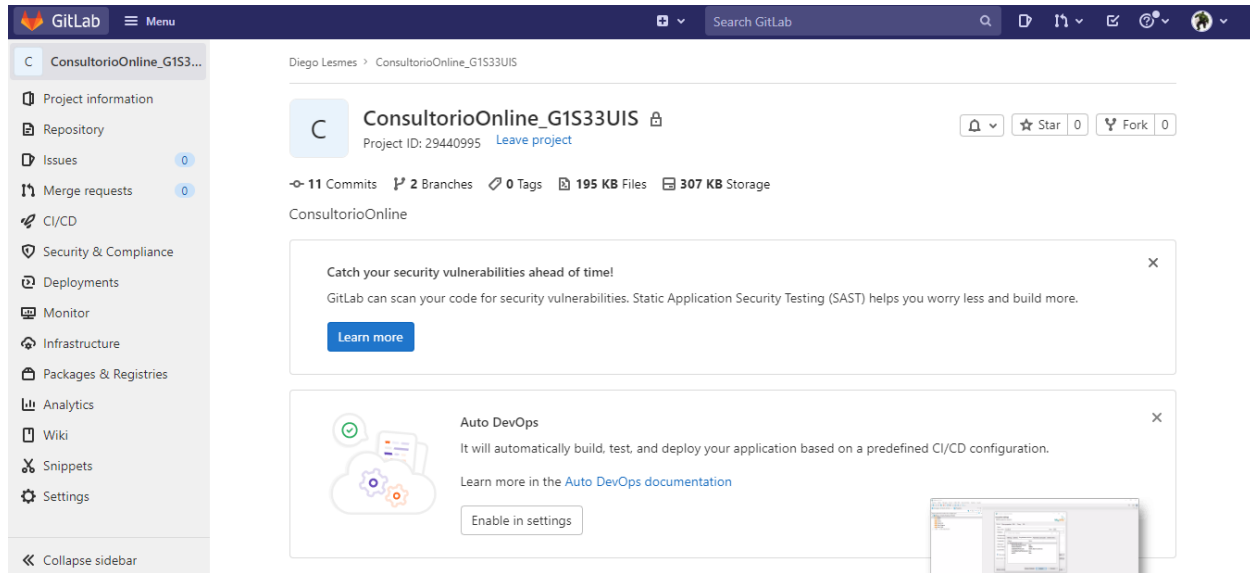 GitLab Menu Search GitLab
C ConsultorioOnline_G1S3...
Project information
Repository
Issues 0
Merge requests 0
CI/CD
Security & Compliance
Deployments
Monitor
Infrastructure
Packages & Registries
Analytics
Wiki
Snippets
Settings
Collapse sidebar
Diego Lesmes > ConsultorioOnline_G1S33UIS
C
ConsultorioOnline_G1S33UIS
Project ID: 29440995 Leave project
Star 0 Fork 0
11 Commits 2 Branches 0 Tags 195 KB Files 307 KB Storage
ConsultorioOnline
Catch your security vulnerabilities ahead of time!
GitLab can scan your code for security vulnerabilities. Static Application Security Testing (SAST) helps you worry less and build more.
Learn more
Auto DevOps
It will automatically build, test, and deploy your application based on a predefined CI/CD configuration.
Learn more in the Auto DevOps documentation
Enable in settings